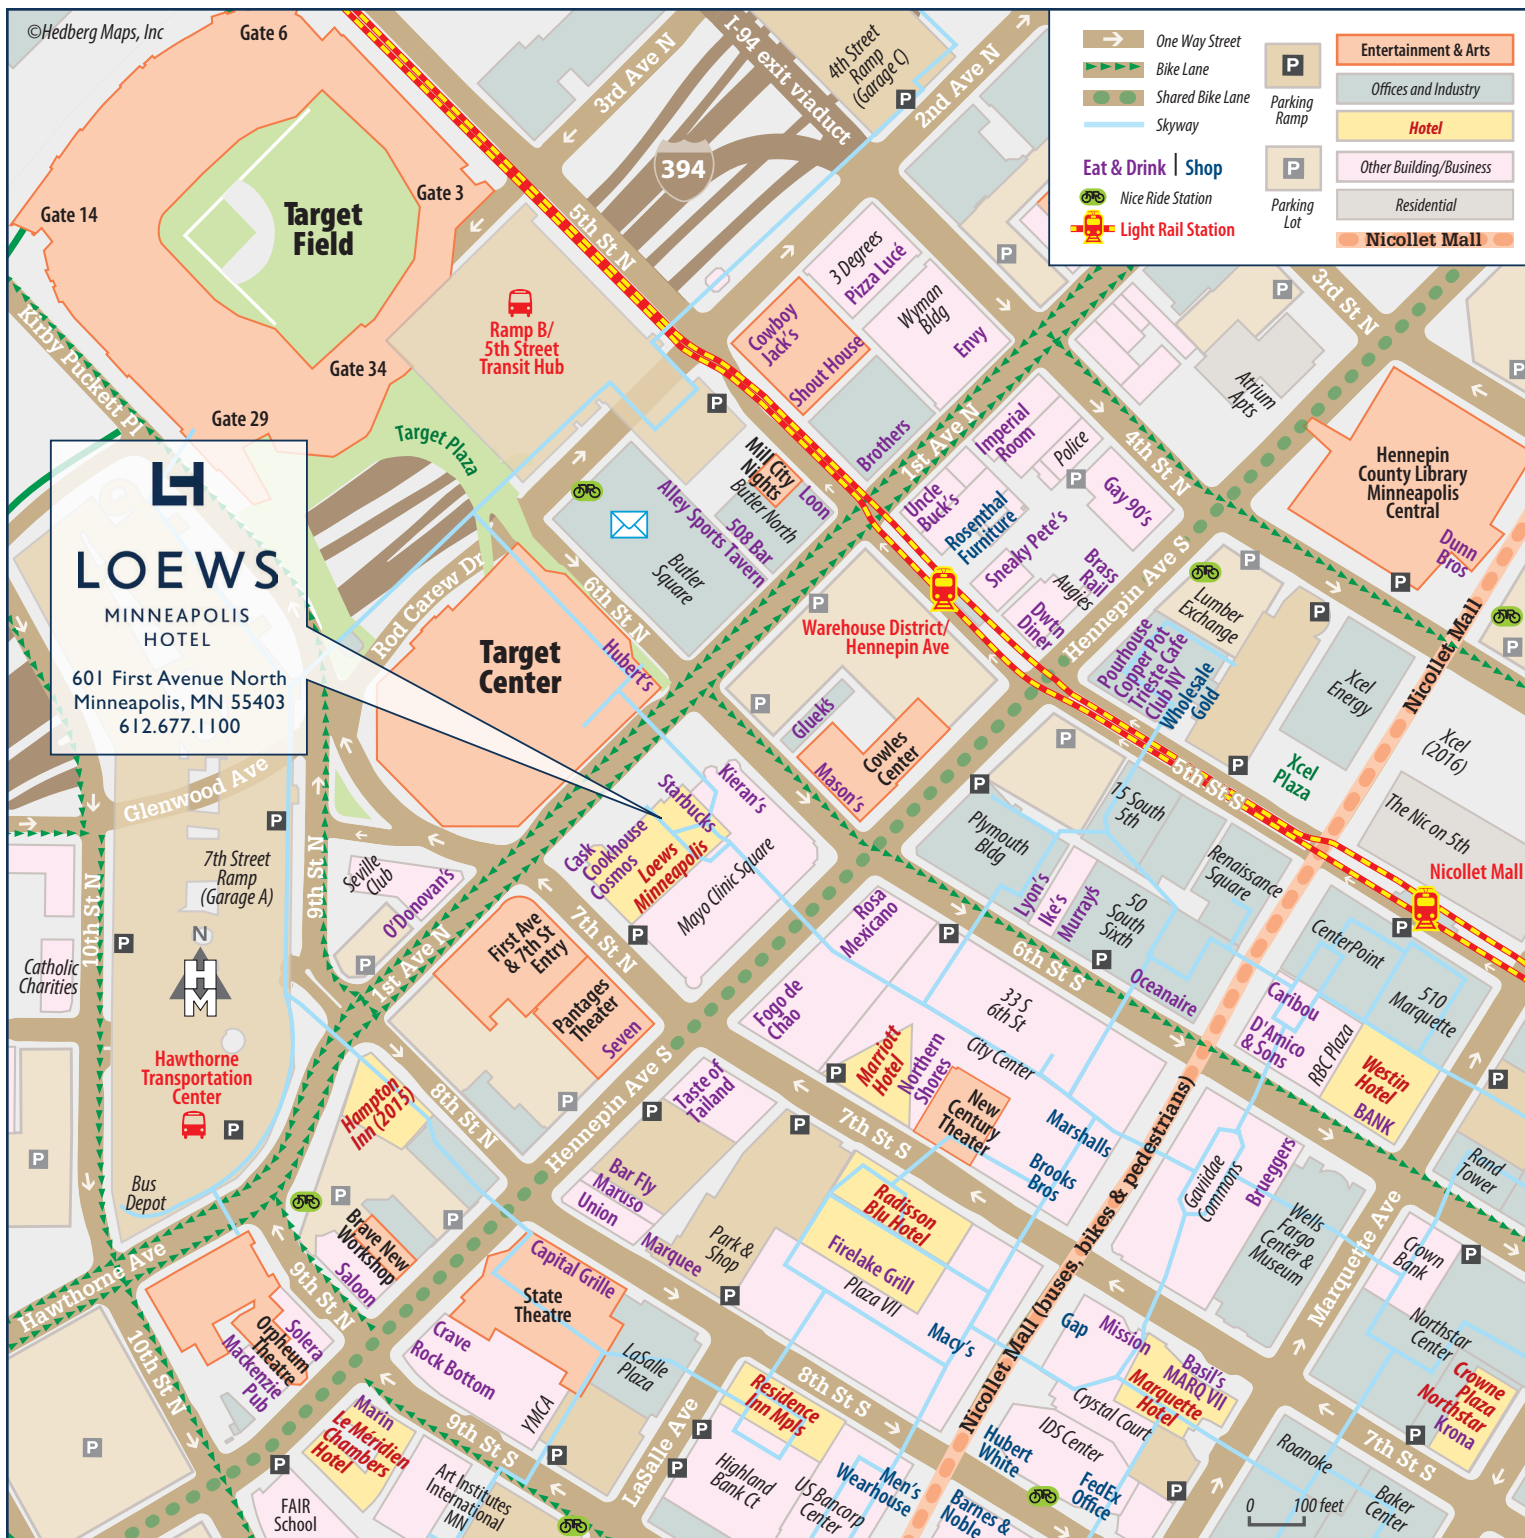 ©Hedberg Maps, Inc
Gate 6
Gate 3
Gate 14
Target
Field
Gate 34
Gate 29
Kirby Puckett Pl
Target Plaza
Ramp B/
5th Street
Transit Hub
3rd Ave N
I-94 exit viaduct
394
4th Street
Ramp
(Garage C)
P
2nd Ave N
5th St N
One Way Street
Bike Lane
Shared Bike Lane
Skyway
Eat & Drink | Shop
Nice Ride Station
Light Rail Station
P
Parking
Ramp
P
Parking
Lot
Entertainment & Arts
Offices and Industry
Hotel
Other Building/Business
Residential
Nicollet Mall
3 Degrees
Pizza Lucé
Wyman
Bldg
Envy
Cowboy
Jack's
Shout House
Brothers
1st Ave N
P
P
P
3rd St N
Atrium
Apts
4th St N
Hennepin
County Library
Minneapolis
Central
Dunn
Bros
P
Imperial
Room
Police
P
Gay 90's
Uncle
Buck's
Rosenthal
Furniture
Sneaky Pete's
Brass
Rail
Augies
Dwtn
Diner
Hennepin Ave S
P
Mill City
Nights
Butler North
Loon
Alley Sports Tavern
508 Bar
Butler
Square
6th St N
Rod Carew Dr
LOEWS
MINNEAPOLIS
HOTEL
601 First Avenue North
Minneapolis, MN 55403
612.677.1100
Target
Center
Hubert's
P
Warehouse District/
Hennepin Ave
P
Lumber
Exchange
P
P
Pourhouse
Copper Pot
Trieste Cafe
Club NY
Wholesale
Gold
Xcel
Energy
Nicollet Mall
P
Xcel
(2016)
Xcel
Plaza
The Nic on 5th
Nicollet Mall
5th St S
P
P
P
Glueks
Cowles
Center
Mason's
Starbucks
Kieran's
Cask
Cookhouse
Cosmos
Loews
Minneapolis
Mayo Clinic Square
P
Glenwood Ave
P
7th Street
Ramp
(Garage A)
10th St N
9th St N
Seville
Club
O'Donovan's
P
P
Catholic
Charities
N
H
M
Hawthorne
Transportation
Center
P
P
Bus
Depot
1st Ave N
First Ave
& 7th St
Entry
Pantages
Theater
Seven
7th St N
P
Plymouth
Bldg
15 South
5th
Renaissance
Square
Lyon's
Ike's
Murray's
50
South
Sixth
P
Oceanaire
CenterPoint
P
510
Marquette
Caribou
D'Amico
& Sons
RBC Plaza
Westin
Hotel
BANK
P
Rosa
Mexicano
P
6th St S
Fogo de
Chao
33 S
6th St
City Center
Marriott
Hotel
Northern
Shores
New
Century
Theater
P
Marshalls
Brooks
Bros
Hampton
Inn (2015)
8th St N
Hennepin Ave S
Taste of
Tailand
P
P
7th St S
Nicollet Mall (buses, bikes & pedestrians)
Gaviidae
Commons
Brueggers
Rand
Tower
Wells
Fargo
Center &
Museum
Marquette Ave
Crown
Bank
P
Bar Fly
Maruso
Union
Marquee
Park &
Shop
P
Radisson
Blu Hotel
Firelake Grill
Plaza VII
P
P
Brave New
Workshop
Saloon
9th St N
Hawthorne Ave
10th St N
Solera
Orpheum
Theatre
Mackenzie
Pub
P
Capital Grille
State
Theatre
Crave
Rock Bottom
YMCA
LaSalle
Plaza
Macy's
Gap
Mission
Basil's
MARQ VII
Marquette
Hotel
Crystal Court
IDS Center
Northstar
Center
Crowne
Plaza
Northstar
Krona
P
7th St S
Residence
Inn Mpls
8th St S
Marin
Le Méridien
Chambers
Hotel
P
9th St S
P
LaSalle Ave
P
P
Art Institutes
International
MN
FAIR
School
Highland
Bank Ct
US Bancorp
Center
Men's
Wearhouse
Hubert
White
FedEx
Office
Barnes &
Noble
P
Roanoke
Baker
Center
0 100 feet